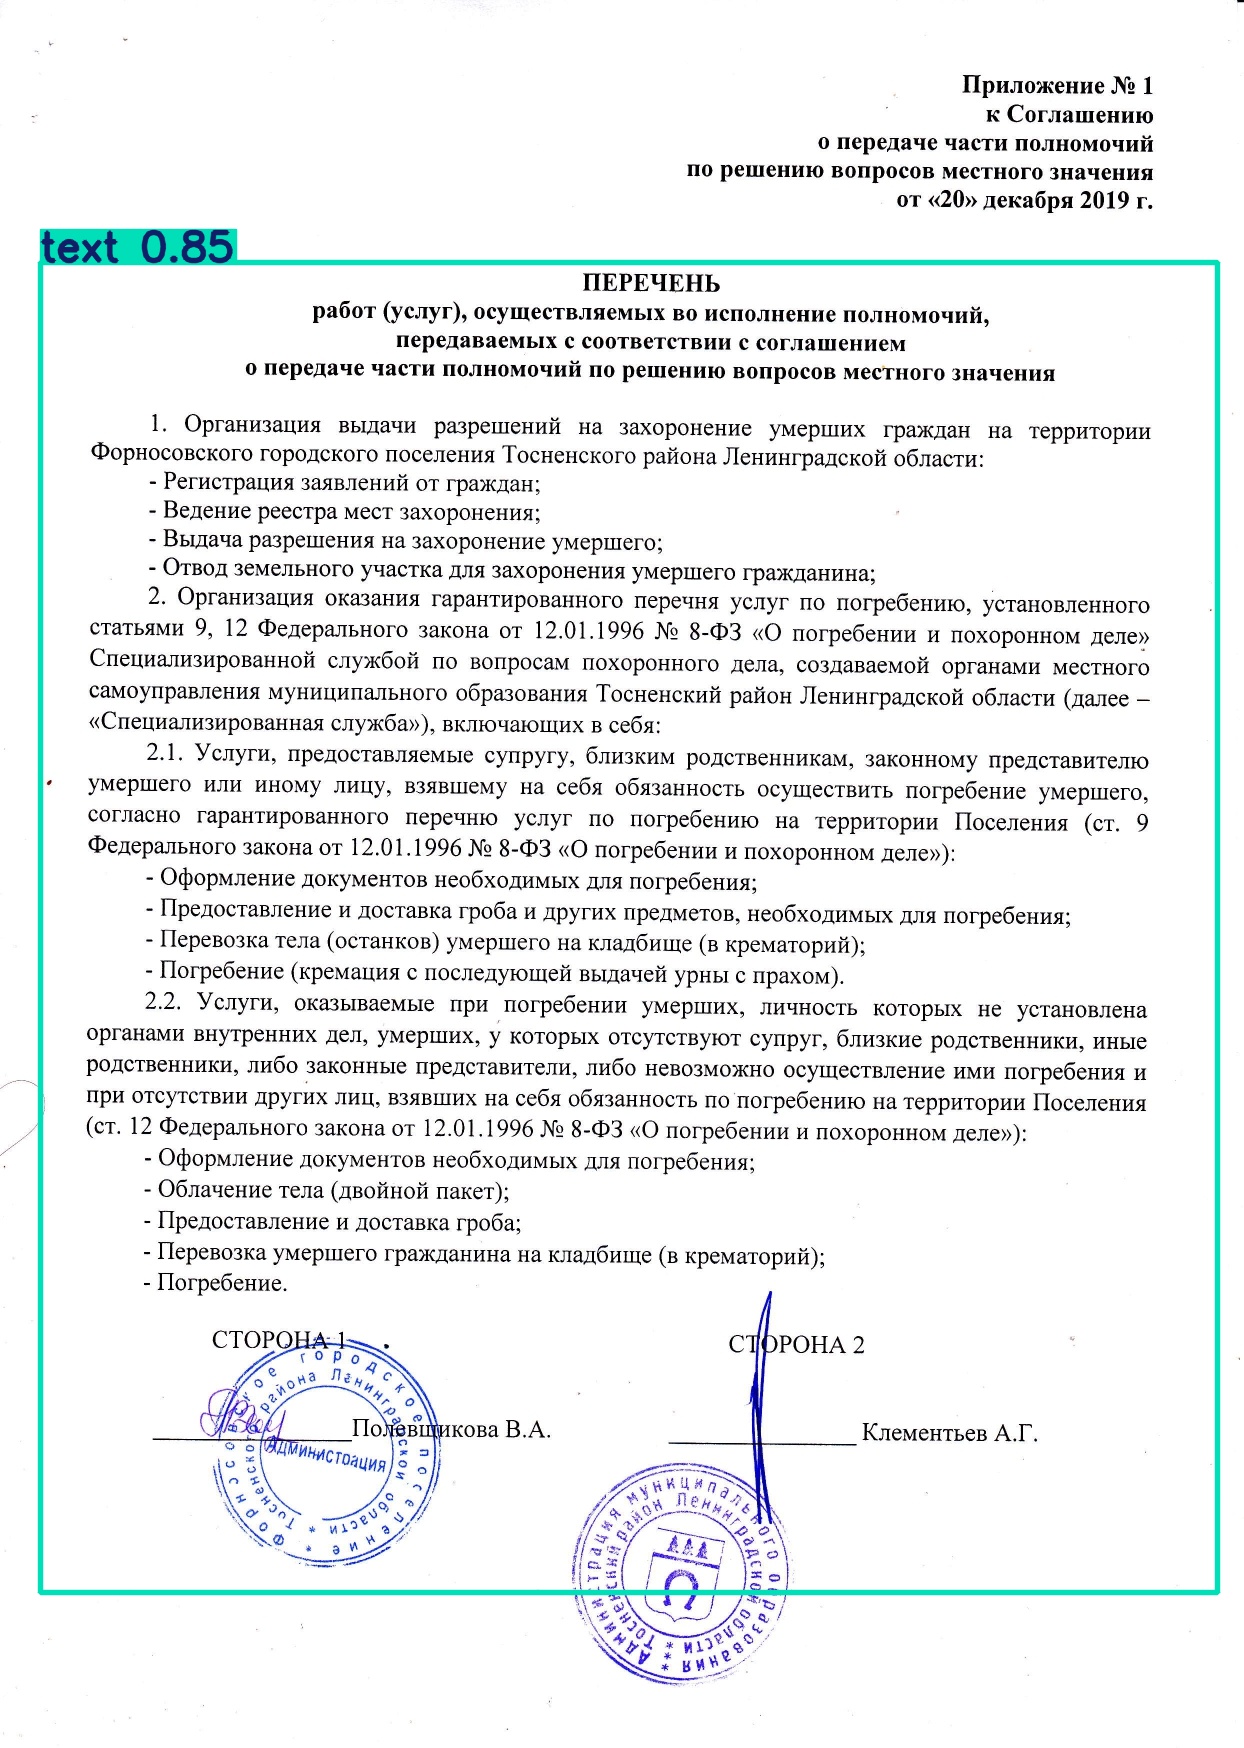 Приложение № 1
к Соглашению
о передаче части полномочий
по решению вопросов местного значения
от «20» декабря 2019 г.
text 0.85
ПЕРЕЧЕНЬ
работ (услуг), осуществляемых во исполнение полномочий,
передаваемых с соответствии с соглашением
о передаче части полномочий по решению вопросов местного значения
1. Организация выдачи разрешений на захоронение умерших граждан на территории
Форносовского городского поселения Тосненского района Ленинградской области:
- Регистрация заявлений от граждан;
- Ведение реестра мест захоронения;
- Выдача разрешения на захоронение умершего;
- Отвод земельного участка для захоронения умершего гражданина;
2. Организация оказания гарантированного перечня услуг по погребению, установленного
статьями 9, 12 Федерального закона от 12.01.1996 № 8-ФЗ «О погребении и похоронном деле»
Специализированной службой по вопросам похоронного дела, создаваемой органами местного
самоуправления муниципального образования Тосненский район Ленинградской области (далее –
«Специализированная служба»), включающих в себя:
2.1. Услуги, предоставляемые супругу, близким родственникам, законному представителю
умершего или иному лицу, взявшему на себя обязанность осуществить погребение умершего,
согласно гарантированного перечню услуг по погребению на территории Поселения (ст. 9
Федерального закона от 12.01.1996 № 8-ФЗ «О погребении и похоронном деле»):
- Оформление документов необходимых для погребения;
- Предоставление и доставка гроба и других предметов, необходимых для погребения;
- Перевозка тела (останков) умершего на кладбище (в крематорий);
- Погребение (кремация с последующей выдачей урны с прахом).
2.2. Услуги, оказываемые при погребении умерших, личность которых не установлена
органами внутренних дел, умерших, у которых отсутствуют супруг, близкие родственники, иные
родственники, либо законные представители, либо невозможно осуществление ими погребения и
при отсутствии других лиц, взявших на себя обязанность по погребению на территории Поселения
(ст. 12 Федерального закона от 12.01.1996 № 8-ФЗ «О погребении и похоронном деле»):
- Оформление документов необходимых для погребения;
- Облачение тела (двойной пакет);
- Предоставление и доставка гроба;
- Перевозка умершего гражданина на кладбище (в крематорий);
- Погребение.
СТОРОНА 1
СТОРОНА 2
Полевщикова В.А.
Клементьев А.Г.
Форносовское городское поселение
Тосненского района Ленинградской области
Администрация
Администрация муниципального образования
Тосненский район Ленинградской области